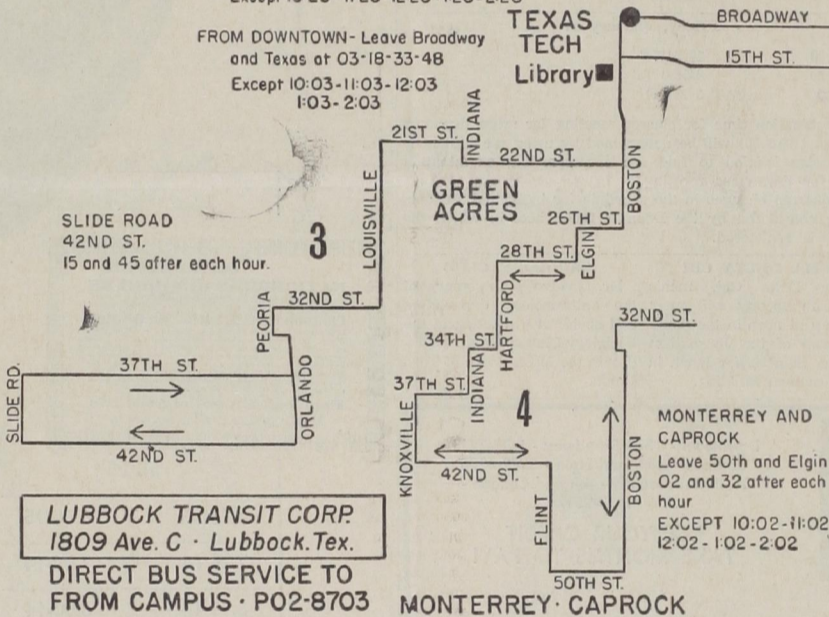 FROM DOWNTOWN- Leave Broadway
and Texas at 03-18-33-48
Except 10:03-11:03-12:03
1:03-2:03
TEXAS
TECH
Library
BROADWAY
15TH ST.
21ST ST.
INDIANA
22ND ST.
BOSTON
LOUISVILLE
GREEN
ACRES
26TH ST.
ELGIN
28TH ST.
HARTFORD
SLIDE ROAD
42ND ST.
15 and 45 after each hour.
3
32ND ST.
PEORIA
37TH ST.
SLIDE RD.
ORLANDO
42ND ST.
34TH ST.
INDIANA
37TH ST.
KNOXVILLE
4
42ND ST.
FLINT
50TH ST.
32ND ST.
BOSTON
MONTERREY AND
CAPROCK
Leave 50th and Elgin
02 and 32 after each
hour
EXCEPT 10:02-11:02
12:02-1:02-2:02
LUBBOCK TRANSIT CORP.
1809 Ave. C · Lubbock.Tex.
DIRECT BUS SERVICE TO
FROM CAMPUS · PO2-8703
MONTERREY · CAPROCK